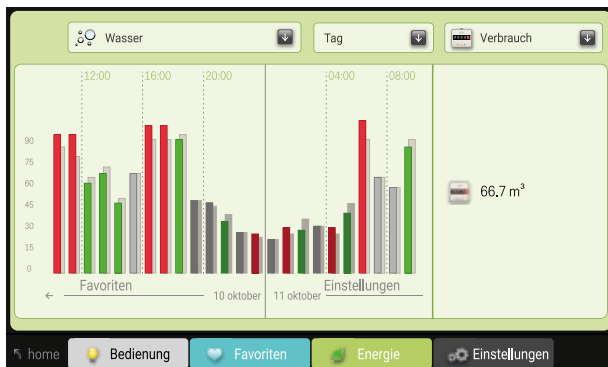 Wasser
Tag
Verbrauch
12:00 16:00 20:00 04:00 08:00
90
75
60
45
30
15
0
66.7 m³
Favoriten
Einstellungen
← 10 oktober 11 oktober
home
Bedienung
Favoriten
Energie
Einstellungen